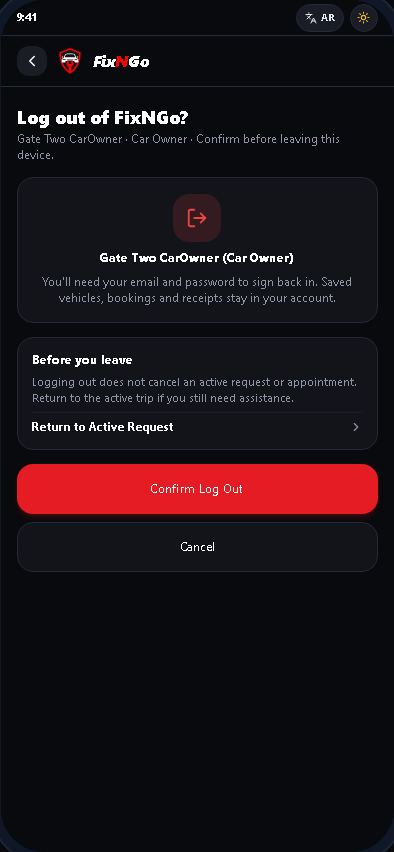 9:41
AR
FixNGo
Log out of FixNGo?
Gate Two CarOwner · Car Owner · Confirm before leaving this
device.
Gate Two CarOwner (Car Owner)
You'll need your email and password to sign back in. Saved
vehicles, bookings and receipts stay in your account.
Before you leave
Logging out does not cancel an active request or appointment.
Return to the active trip if you still need assistance.
Return to Active Request
Confirm Log Out
Cancel